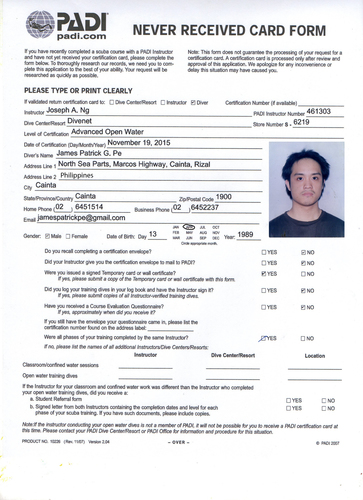 PADI
padi.com
NEVER RECEIVED CARD FORM
If you have recently completed a scuba course with a PADI Instructor and have not yet received your certification card, please complete the form below. To thoroughly research our records, we need you to complete this application to the best of your ability. Your request will be researched as quickly as possible.
Note: This form does not guarantee the processing of your request for a certification card. A certification card is processed only after review and approval of this application. We apologize for any inconvenience or delay this situation may have caused you.
PLEASE TYPE OR PRINT CLEARLY
If validated return certification card to: Dive Center/Resort Instructor Diver Certification Number (if available)
Instructor Joseph A. Ng PADI Instructor Number 461303
Dive Center/Resort Divenet Store Number S - 6219
Level of Certification Advanced Open Water
Date of Certification (Day/Month/Year) November 19, 2015
Diver's Name James Patrick G. Pe
Address Line 1 North Sea Parts, Marcos Highway, Cainta, Rizal
Address Line 2 Philippines
City Cainta
State/Province/Country Cainta Zip/Postal Code 1900
Home Phone (02) 6451514 Business Phone (02) 6452237
Email jamespatrickpe@gmail.com
Gender: Male Female Date of Birth: Day 13 JAN APR JUL OCT Year: 1989
FEB MAY AUG NOV
MAR JUN SEP DEC
Circle appropriate month.
Do you recall completing a certification envelope? YES NO
Did your Instructor give you the certification envelope to mail to PADI? YES NO
Were you issued a signed Temporary card or wall certificate? YES NO
If yes, please submit a copy of the Temporary card or wall certificate with this form.
Did you log your training dives in your log book and have the Instructor sign it? YES NO
If yes, please submit copies of all Instructor-verified training dives.
Have you received a Course Evaluation Questionnaire? YES NO
If yes, approximately when did you receive it?
If you still have the envelope your questionnaire came in, please list the certification number found on the address label:
Were all phases of your training completed by the same Instructor? YES NO
If no, please list the names of all additional Instructors/Dive Centers/Resorts:
Instructor Dive Center/Resort Location
Classroom/confined water sessions
Open water training dives
If the Instructor for your classroom and confined water work was different than the Instructor who completed your open water training dives, did you receive a:
a. Student Referral form YES NO
b. Signed letter from both Instructors containing the completion dates and level for each phase of your scuba training. If you have such documents, please include copies. YES NO
Note:If the instructor conducting your open water dives is not a member of PADI, it will not be possible for you to receive a PADI certification card at this time. Please contact your PADI Dive Center/Resort or PADI Office for information and procedure for this situation.
PRODUCT NO. 10239 (Rev. 11/07) Version 2.04 - OVER - © PADI 2007